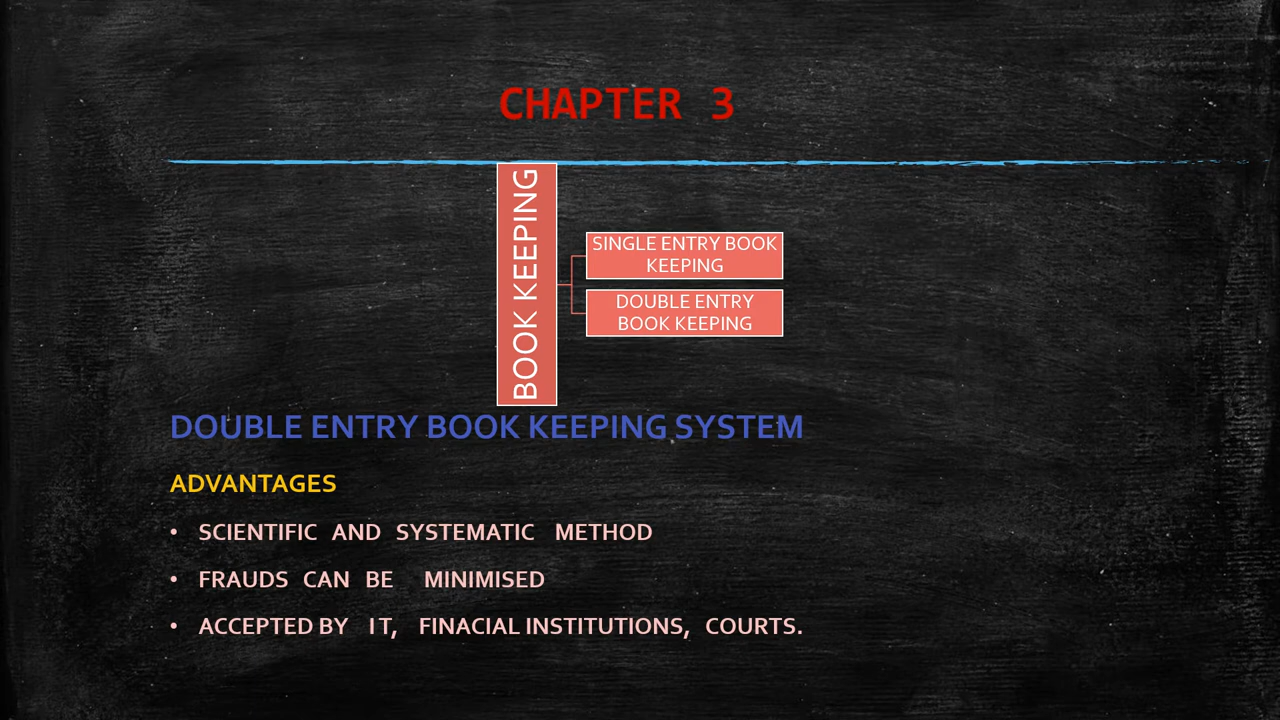 CHAPTER 3
BOOK KEEPING
SINGLE ENTRY BOOK
KEEPING
DOUBLE ENTRY
BOOK KEEPING
DOUBLE ENTRY BOOK KEEPING SYSTEM
ADVANTAGES
• SCIENTIFIC AND SYSTEMATIC METHOD
• FRAUDS CAN BE MINIMISED
• ACCEPTED BY IT, FINACIAL INSTITUTIONS, COURTS.